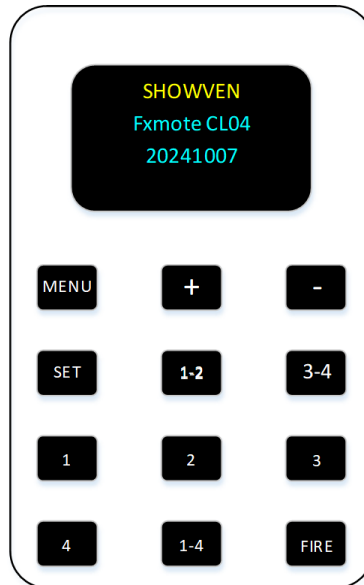 SHOWVEN
Fxmote CL04
20241007
MENU + -
SET 1-2 3-4
1 2 3
4 1-4 FIRE